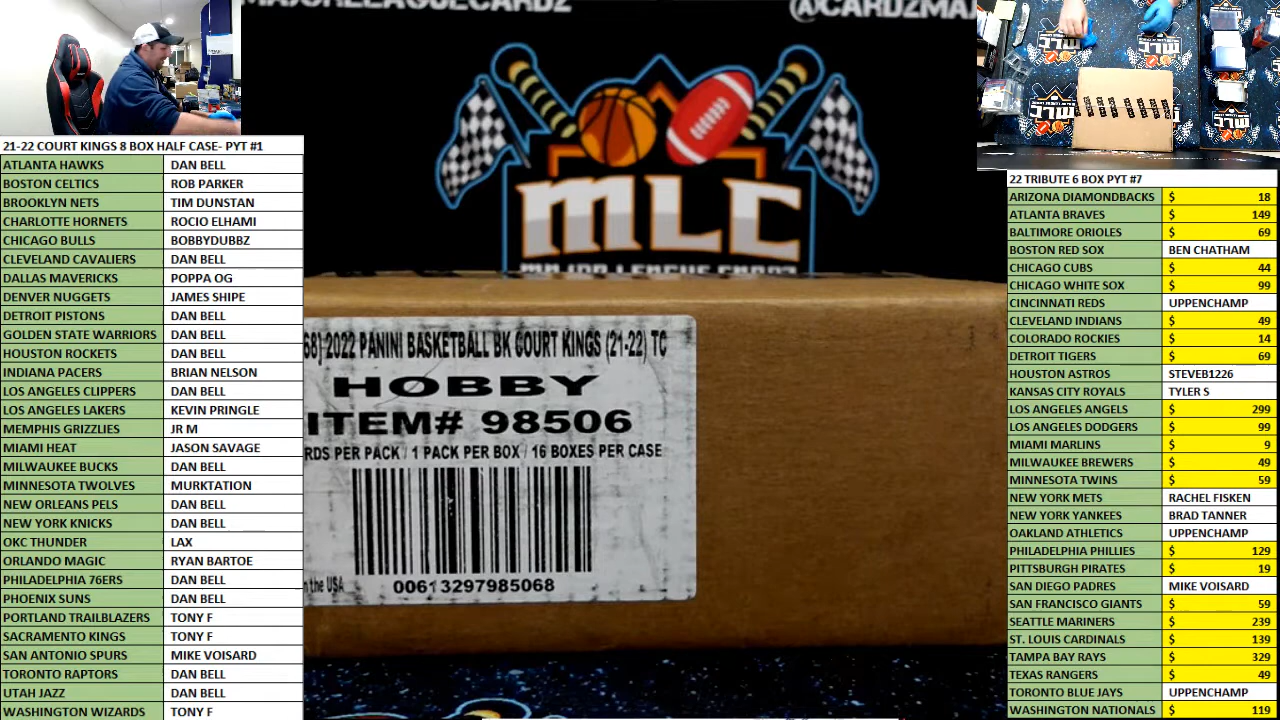 MAJORLEAGUECARDZ
@CARDZMAJ
MLC
MAJOR LEAGUE CARDZ
21-22 COURT KINGS 8 BOX HALF CASE- PYT #1
ATLANTA HAWKS DAN BELL
BOSTON CELTICS ROB PARKER
BROOKLYN NETS TIM DUNSTAN
CHARLOTTE HORNETS ROCIO ELHAMI
CHICAGO BULLS BOBBYDUBBZ
CLEVELAND CAVALIERS DAN BELL
DALLAS MAVERICKS POPPA OG
DENVER NUGGETS JAMES SHIPE
DETROIT PISTONS DAN BELL
GOLDEN STATE WARRIORS DAN BELL
HOUSTON ROCKETS DAN BELL
INDIANA PACERS BRIAN NELSON
LOS ANGELES CLIPPERS DAN BELL
LOS ANGELES LAKERS KEVIN PRINGLE
MEMPHIS GRIZZLIES JR M
MIAMI HEAT JASON SAVAGE
MILWAUKEE BUCKS DAN BELL
MINNESOTA TWOLVES MURKTATION
NEW ORLEANS PELS DAN BELL
NEW YORK KNICKS DAN BELL
OKC THUNDER LAX
ORLANDO MAGIC RYAN BARTOE
PHILADELPHIA 76ERS DAN BELL
PHOENIX SUNS DAN BELL
PORTLAND TRAILBLAZERS TONY F
SACRAMENTO KINGS TONY F
SAN ANTONIO SPURS MIKE VOISARD
TORONTO RAPTORS DAN BELL
UTAH JAZZ DAN BELL
WASHINGTON WIZARDS TONY F
68) 2022 PANINI BASKETBALL BK COURT KINGS (21-22) TC
HOBBY
ITEM# 98506
RDS PER PACK / 1 PACK PER BOX / 16 BOXES PER CASE
n the USA
00613297985068
22 TRIBUTE 6 BOX PYT #7
ARIZONA DIAMONDBACKS $ 18
ATLANTA BRAVES $ 149
BALTIMORE ORIOLES $ 69
BOSTON RED SOX BEN CHATHAM
CHICAGO CUBS $ 44
CHICAGO WHITE SOX $ 99
CINCINNATI REDS UPPENCHAMP
CLEVELAND INDIANS $ 49
COLORADO ROCKIES $ 14
DETROIT TIGERS $ 69
HOUSTON ASTROS STEVEB1226
KANSAS CITY ROYALS TYLER S
LOS ANGELES ANGELS $ 299
LOS ANGELES DODGERS $ 99
MIAMI MARLINS $ 9
MILWAUKEE BREWERS $ 49
MINNESOTA TWINS $ 59
NEW YORK METS RACHEL FISKEN
NEW YORK YANKEES BRAD TANNER
OAKLAND ATHLETICS UPPENCHAMP
PHILADELPHIA PHILLIES $ 129
PITTSBURGH PIRATES $ 19
SAN DIEGO PADRES MIKE VOISARD
SAN FRANCISCO GIANTS $ 59
SEATTLE MARINERS $ 239
ST. LOUIS CARDINALS $ 139
TAMPA BAY RAYS $ 329
TEXAS RANGERS $ 49
TORONTO BLUE JAYS UPPENCHAMP
WASHINGTON NATIONALS $ 119